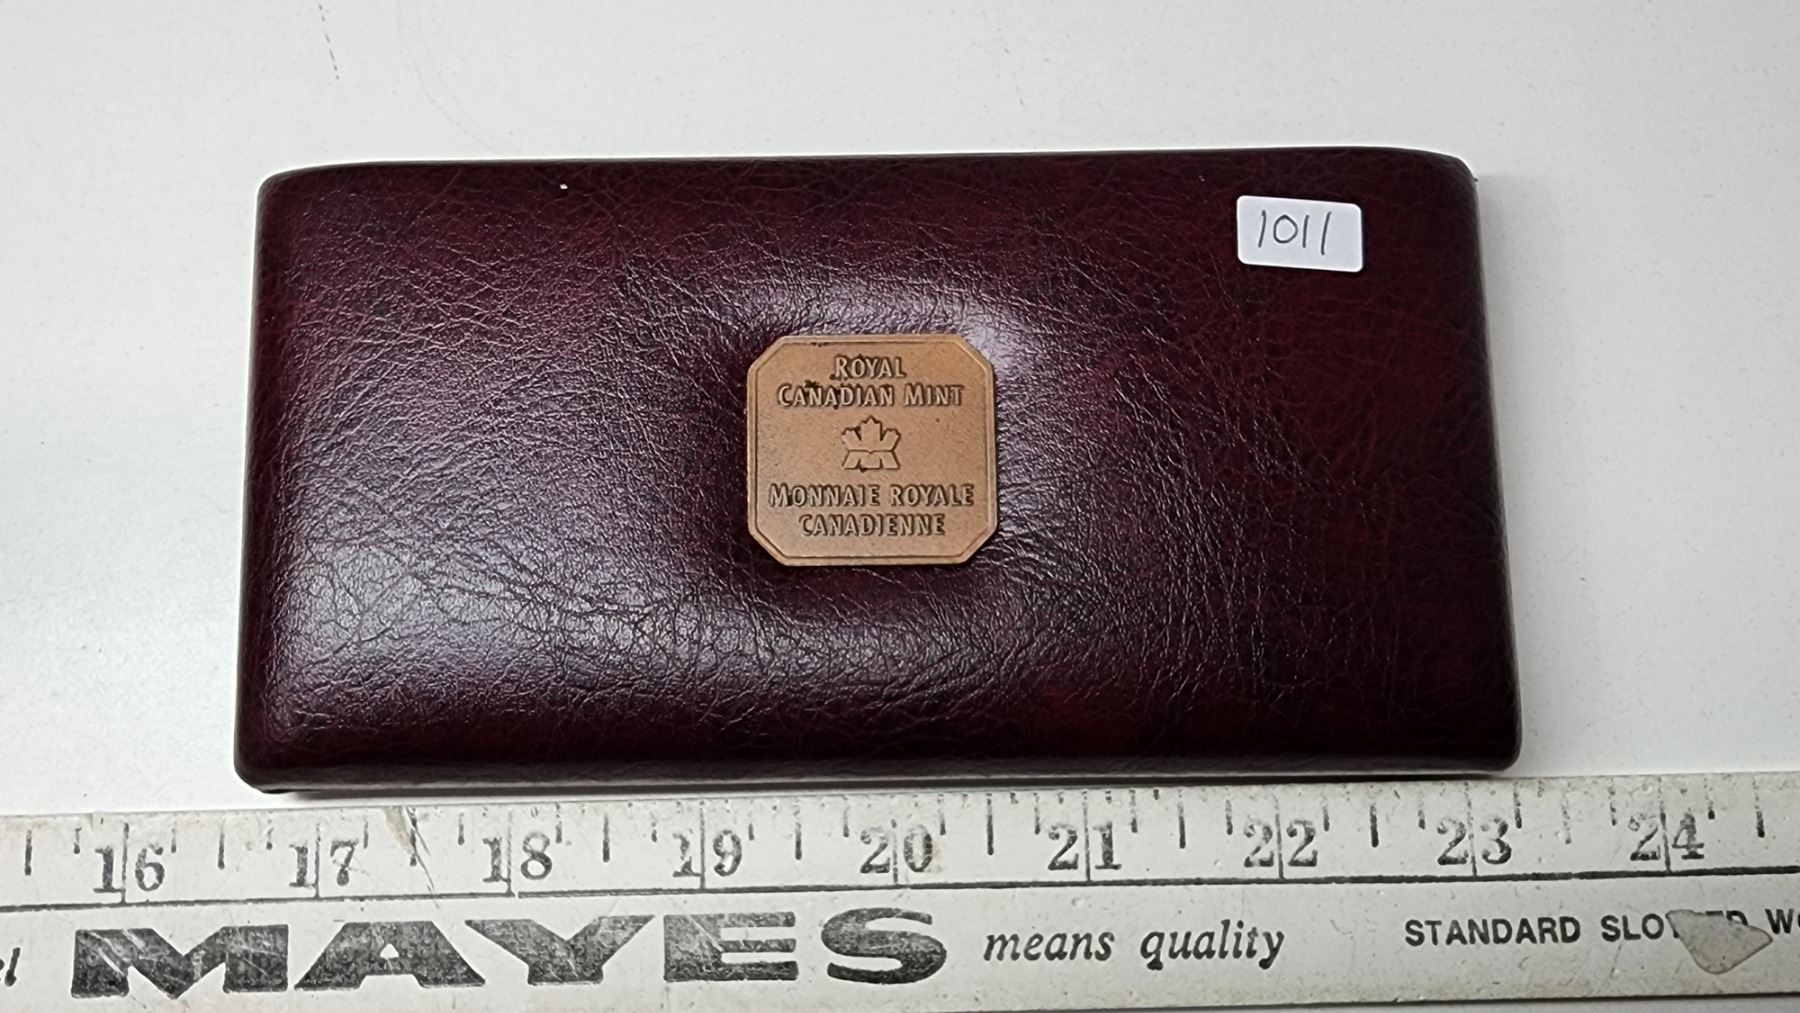 1011
ROYAL
CANADIAN MINT
MONNAIE ROYALE
CANADIENNE
16 17 18 19 20 21 22 23 24
MAYES means quality STANDARD